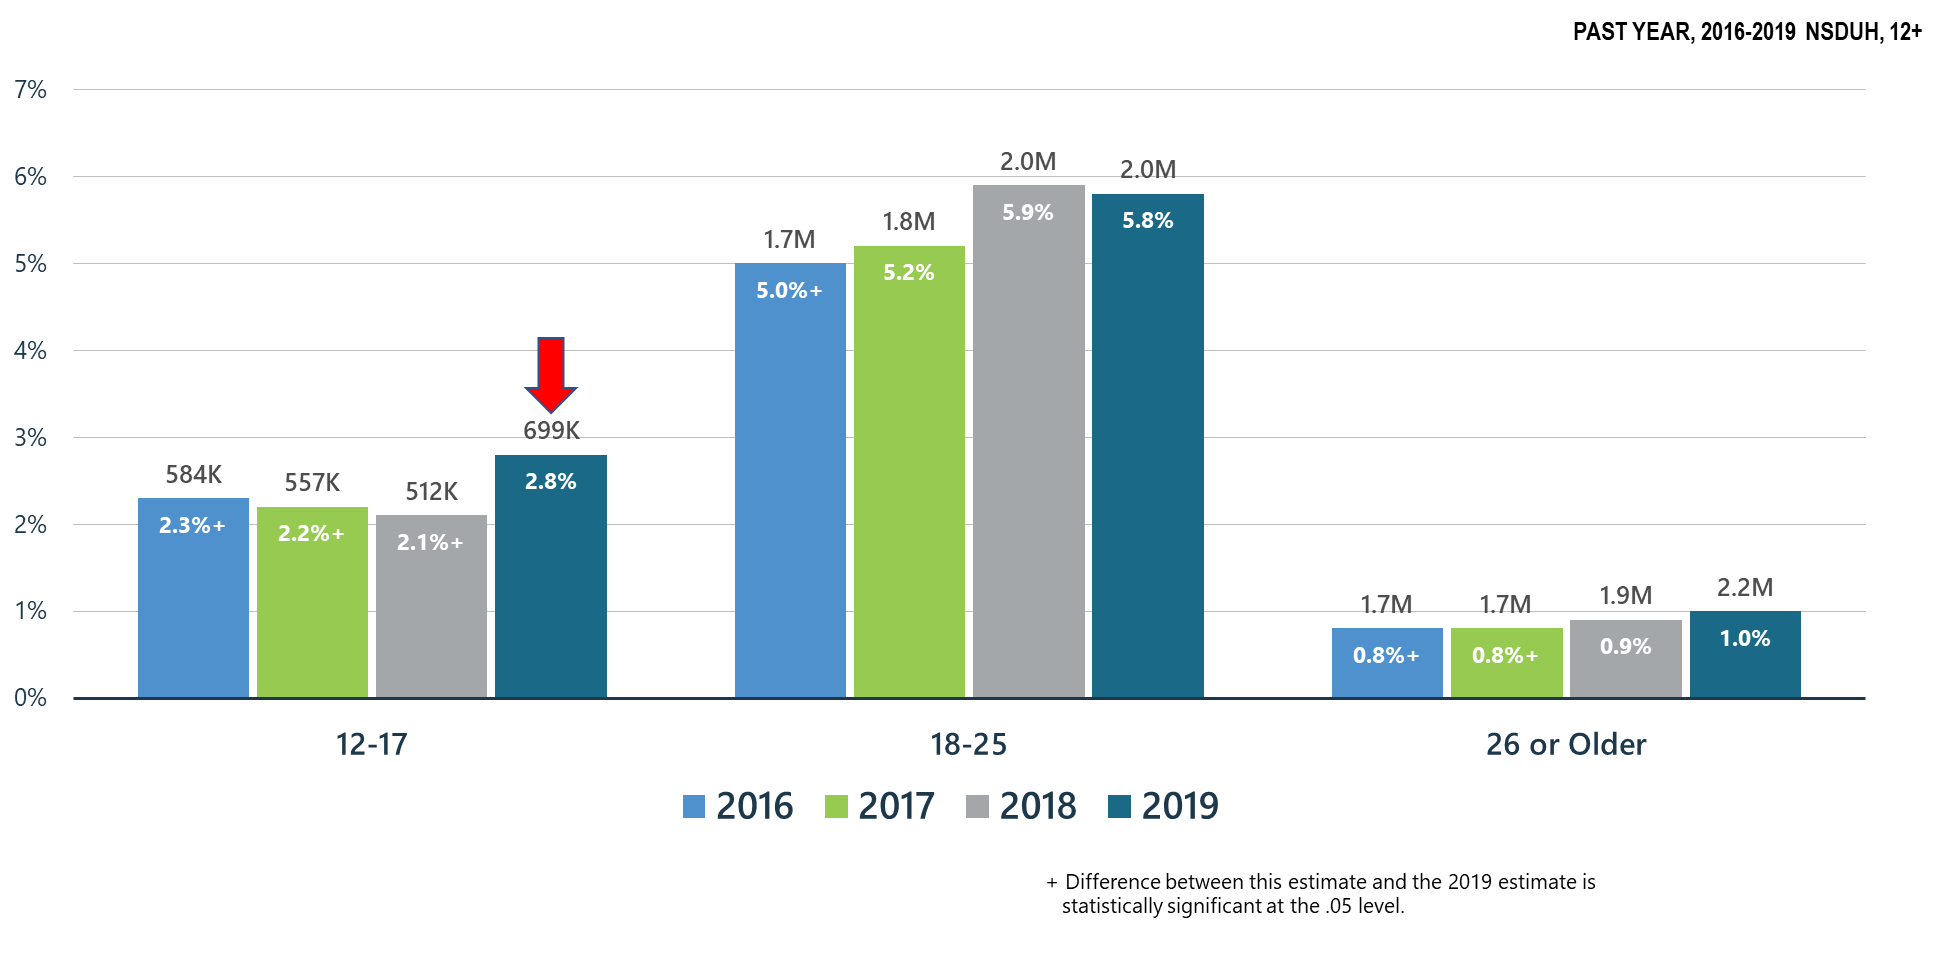 PAST YEAR, 2016-2019 NSDUH, 12+
7%
6%
5%
4%
3%
2%
1%
0%
584K
2.3%+
557K
2.2%+
512K
2.1%+
699K
2.8%
1.7M
5.0%+
1.8M
5.2%
2.0M
5.9%
2.0M
5.8%
1.7M
0.8%+
1.7M
0.8%+
1.9M
0.9%
2.2M
1.0%
12-17
18-25
26 or Older
2016
2017
2018
2019
+ Difference between this estimate and the 2019 estimate is
statistically significant at the .05 level.